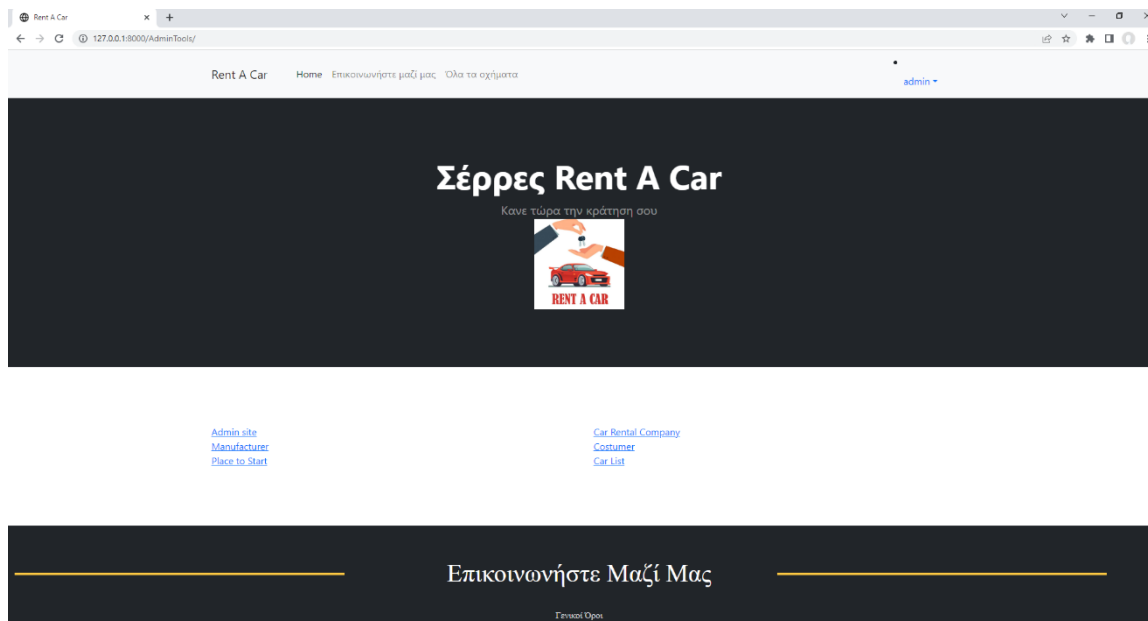 Rent A Car
127.0.0.1:8000/AdminTools/
Rent A Car Home Επικοινωνήστε μαζί μας Όλα τα οχήματα
admin
Σέρρες Rent A Car
Κανε τώρα την κράτηση σου
RENT A CAR
Admin site
Manufacturer
Place to Start
Car Rental Company
Costumer
Car List
Επικοινωνήστε Μαζί Μας
Γενικοί Όροι